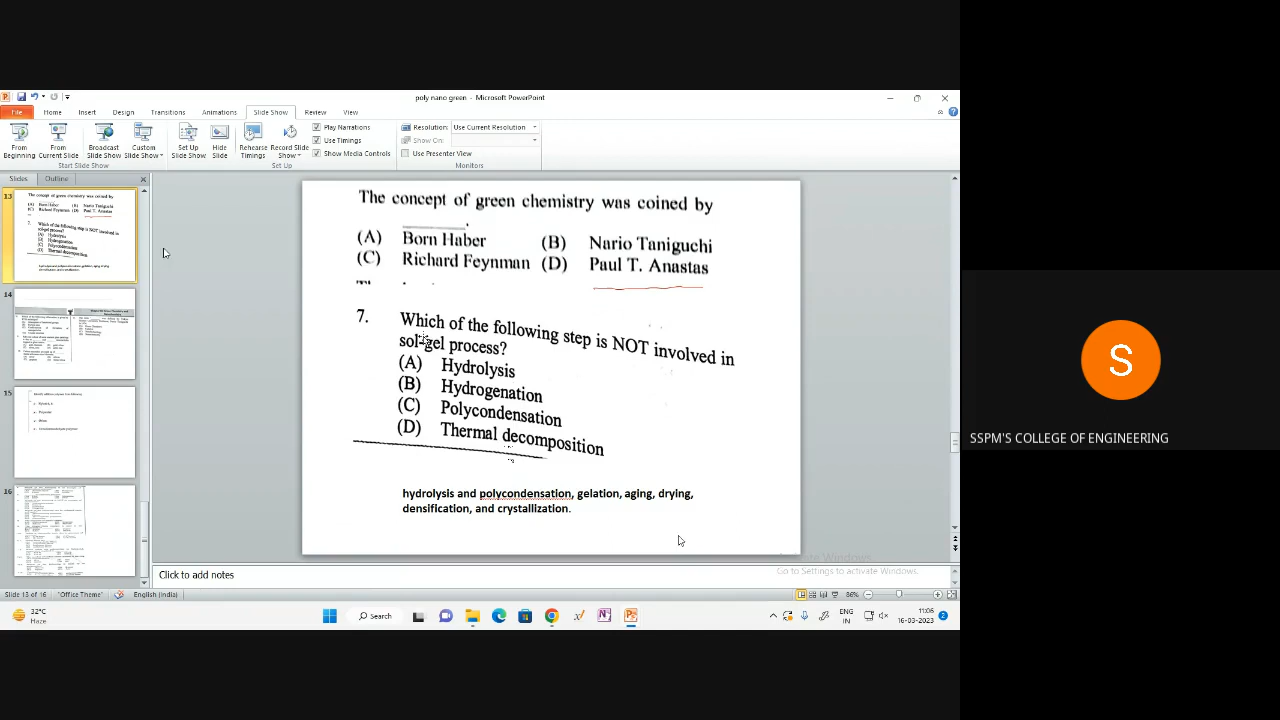 poly nano green - Microsoft PowerPoint
File Home Insert Design Transitions Animations Slide Show Review View
From Beginning
From Current Slide
Broadcast Slide Show
Custom Slide Show
Set Up Slide Show
Hide Slide
Rehearse Timings
Record Slide Show
Play Narrations
Use Timings
Show Media Controls
Resolution: Use Current Resolution
Show On:
Use Presenter View
Start Slide Show Set Up Monitors
Slides Outline
13
14
15
16
The concept of green chemistry was coined by
________.
(A) Born Haber (B) Nario Taniguchi
(C) Richard Feynman (D) Paul T. Anastas
7. Which of the following step is NOT involved in
sol-gel process?
(A) Hydrolysis
(B) Hydrogenation
(C) Polycondensation
(D) Thermal decomposition
hydrolysis and polycondensation, gelation, aging, drying,
densification, and crystallization.
Go to Settings to activate Windows.
Click to add notes
Slide 13 of 16 "Office Theme" English (India) 86%
32°C
Haze
Search
ENG
IN
11:06
16-03-2023
2
S
SSPM'S COLLEGE OF ENGINEERING